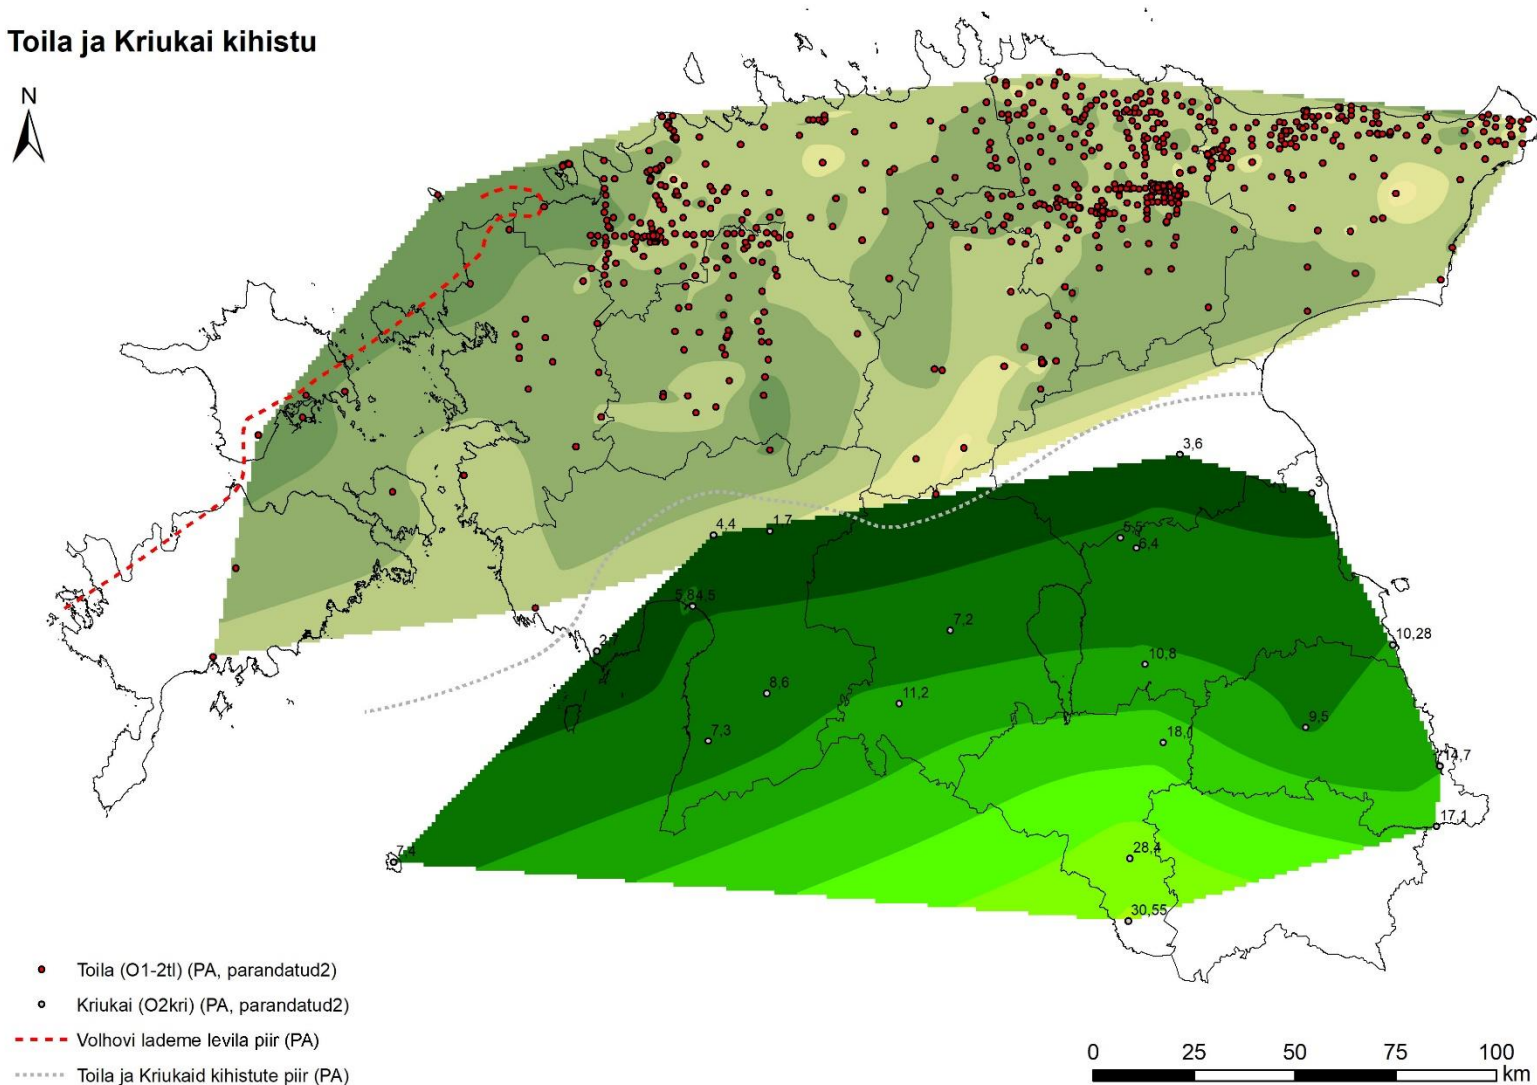 Toila ja Kriukai kihistu
N
3,6
3
4,4
1,7
5,5
6,4
5,84,5
7,2
2,
10,28
10,8
8,6
11,2
9,5
7,3
18,0
14,7
17,1
7,4
28,4
30,55
Toila (O1-2tl) (PA, parandatud2)
Kriukai (O2kri) (PA, parandatud2)
Volhovi lademe levila piir (PA)
Toila ja Kriukaid kihistute piir (PA)
0 25 50 75 100
km